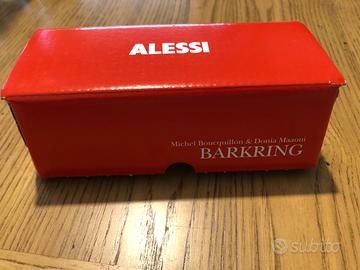 ALESSI
Michel Boucquillon & Donia Maaoui
BARKRING
subito